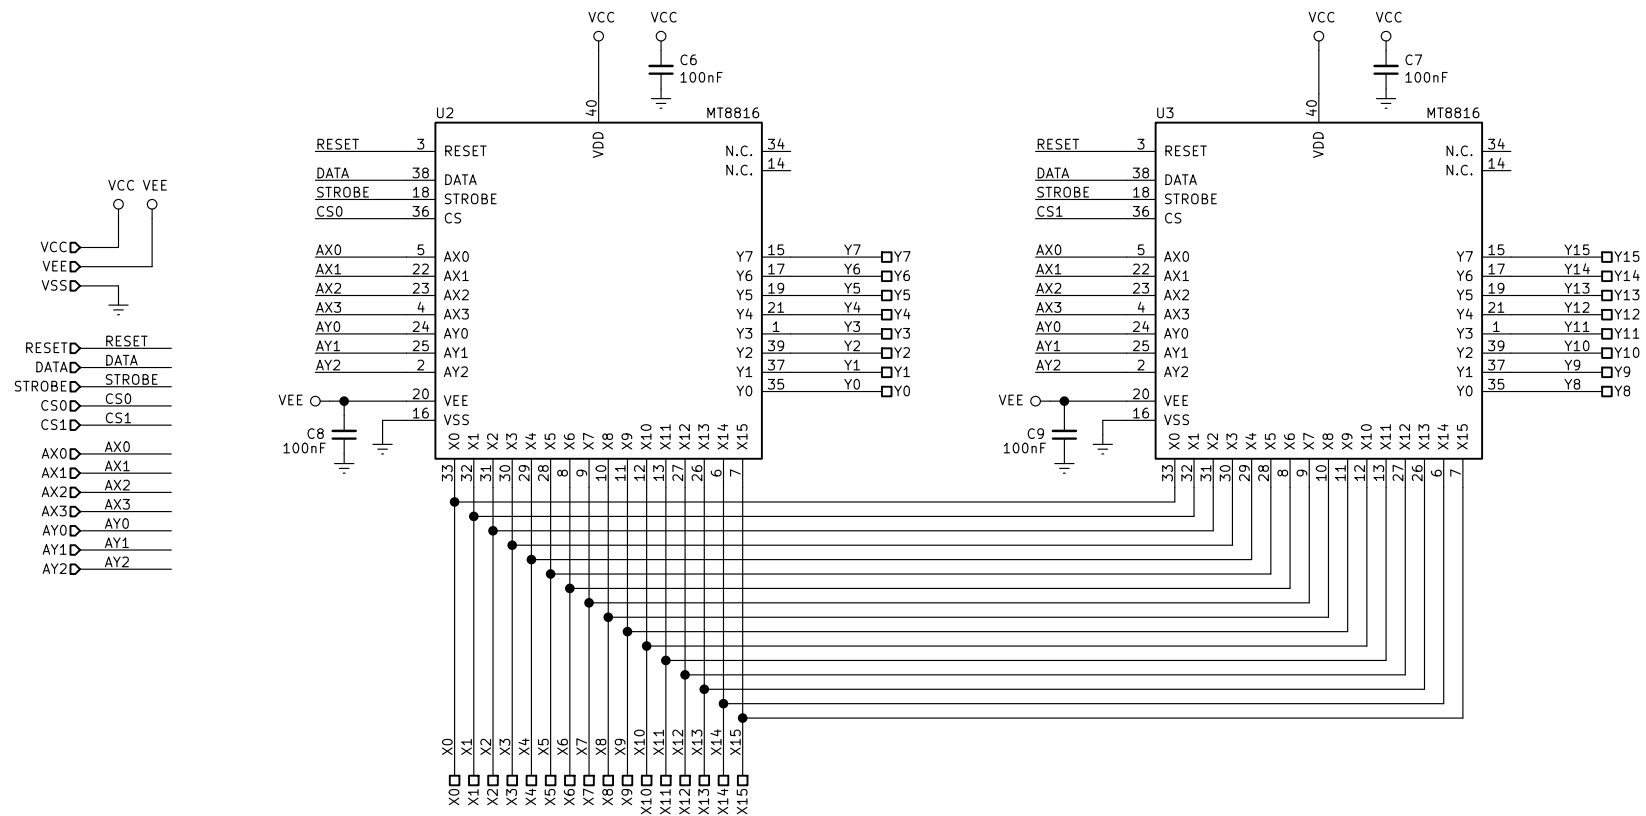 VCC VCC VCC VCC
C6 C7
100nF 100nF
40 40
U2 MT8816 U3 MT8816
VDD VDD
RESET 3 RESET N.C. 34 RESET 3 RESET N.C. 34
N.C. 14 N.C. 14
DATA 38 DATA DATA 38 DATA
VCC VEE STROBE 18 STROBE STROBE 18 STROBE
CS0 36 CS CS1 36 CS
VCC AX0 5 AX0 Y7 15 Y7 Y7 AX0 5 AX0 Y7 15 Y15 Y15
VEE AX1 22 AX1 Y6 17 Y6 Y6 AX1 22 AX1 Y6 17 Y14 Y14
VSS AX2 23 AX2 Y5 19 Y5 Y5 AX2 23 AX2 Y5 19 Y13 Y13
AX3 4 AX3 Y4 21 Y4 Y4 AX3 4 AX3 Y4 21 Y12 Y12
AY0 24 AY0 Y3 1 Y3 Y3 AY0 24 AY0 Y3 1 Y11 Y11
RESET RESET AY1 25 AY1 Y2 39 Y2 Y2 AY1 25 AY1 Y2 39 Y10 Y10
DATA DATA AY2 2 AY2 Y1 37 Y1 Y1 AY2 2 AY2 Y1 37 Y9 Y9
STROBE STROBE Y0 35 Y0 Y0 Y0 35 Y8 Y8
CS0 CS0 VEE 20 VEE VEE 20 VEE
CS1 CS1 16 VSS 16 VSS
C8 C9
100nF 100nF
X0 X1 X2 X3 X4 X5 X6 X7 X8 X9 X10 X11 X12 X13 X14 X15 X0 X1 X2 X3 X4 X5 X6 X7 X8 X9 X10 X11 X12 X13 X14 X15
33 32 31 30 29 28 8 9 10 11 12 13 27 26 6 7 33 32 31 30 29 28 8 9 10 11 12 13 27 26 6 7
AX0 AX0
AX1 AX1
AX2 AX2
AX3 AX3
AY0 AY0
AY1 AY1
AY2 AY2
X0 X1 X2 X3 X4 X5 X6 X7 X8 X9 X10 X11 X12 X13 X14 X15
X0 X1 X2 X3 X4 X5 X6 X7 X8 X9 X10 X11 X12 X13 X14 X15